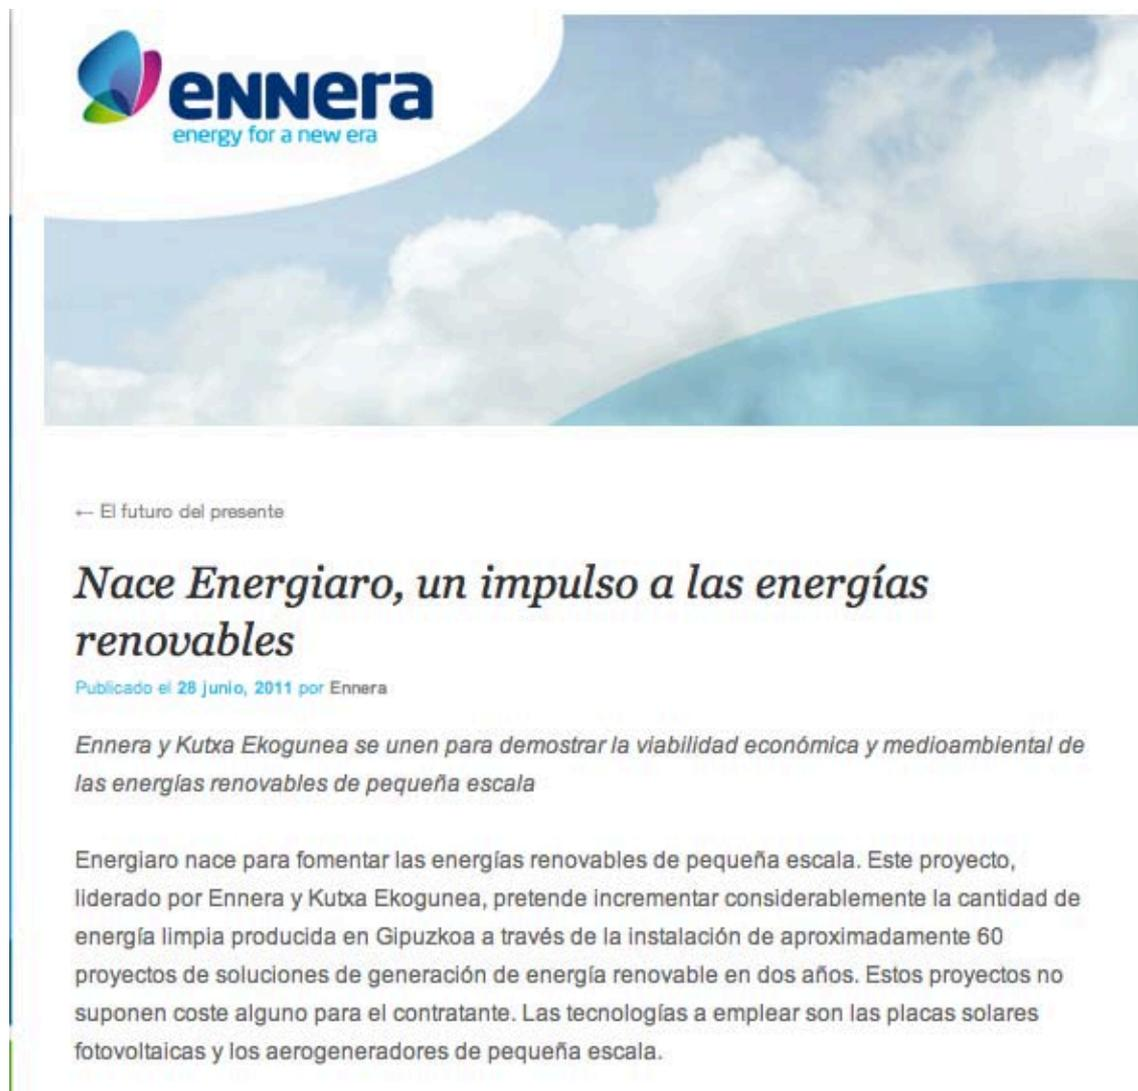 eNNera
energy for a new era
← El futuro del presente
Nace Energiaro, un impulso a las energías
renovables
Publicado el 28 junio, 2011 por Ennera
Ennera y Kutxa Ekogunea se unen para demostrar la viabilidad económica y medioambiental de
las energías renovables de pequeña escala
Energiaro nace para fomentar las energías renovables de pequeña escala. Este proyecto,
liderado por Ennera y Kutxa Ekogunea, pretende incrementar considerablemente la cantidad de
energía limpia producida en Gipuzkoa a través de la instalación de aproximadamente 60
proyectos de soluciones de generación de energía renovable en dos años. Estos proyectos no
suponen coste alguno para el contratante. Las tecnologías a emplear son las placas solares
fotovoltaicas y los aerogeneradores de pequeña escala.